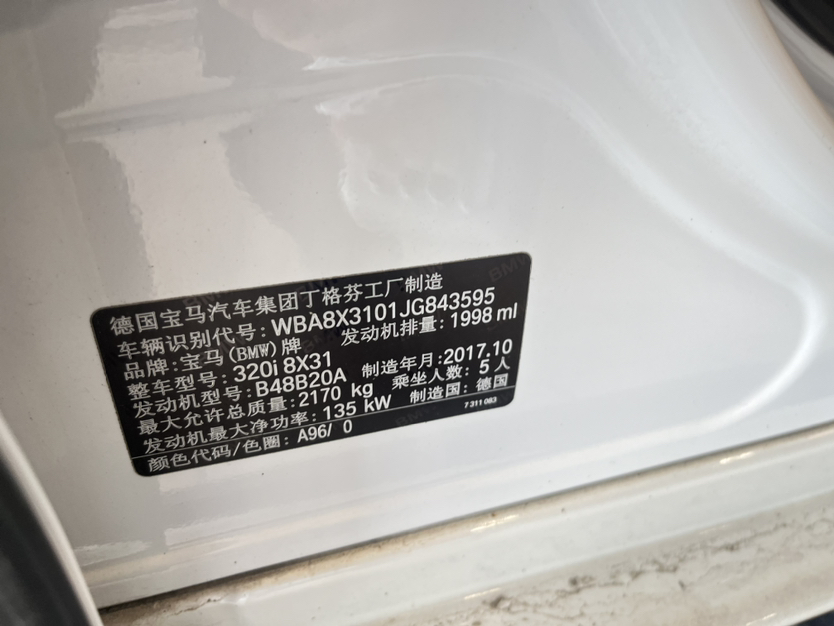 德国宝马汽车集团丁格芬工厂制造
车辆识别代号: WBA8X3101JG843595
品牌: 宝马(BMW)牌 发动机排量: 1998 ml
整车型号: 320i 8X31
发动机型号: B48B20A 制造年月: 2017.10
最大允许总质量: 2170 kg 乘坐人数: 5 人
发动机最大净功率: 135 kW 制造国: 德国
颜色代码/色圈: A96/ 0 7 311 083